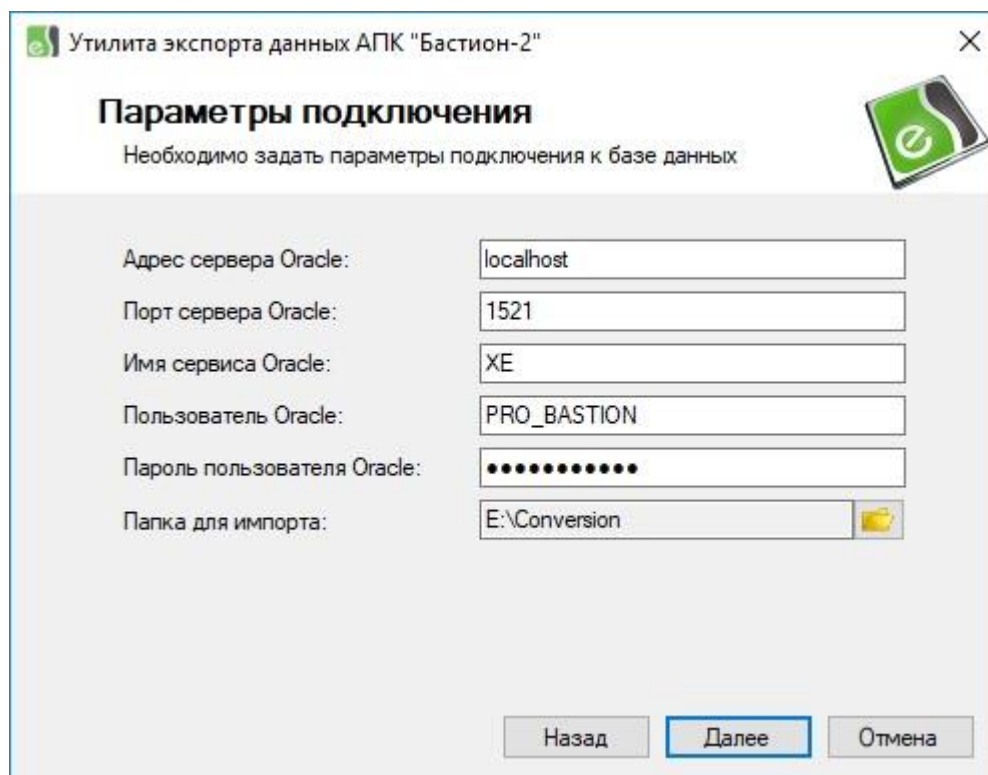 Утилита экспорта данных АПК "Бастион-2"
Параметры подключения
Необходимо задать параметры подключения к базе данных
Адрес сервера Oracle: localhost
Порт сервера Oracle: 1521
Имя сервиса Oracle: XE
Пользователь Oracle: PRO_BASTION
Пароль пользователя Oracle: ●●●●●●●●●●●
Папка для импорта: E:\Conversion
Назад Далее Отмена